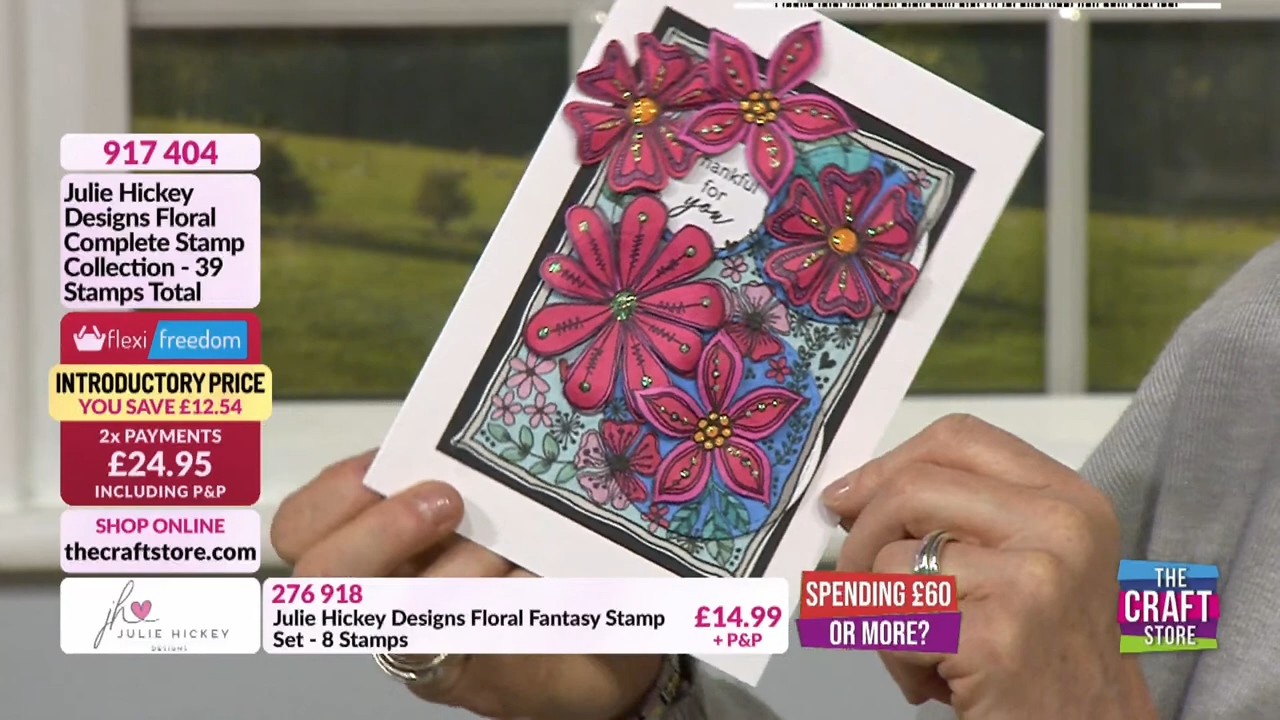 917 404
Julie Hickey
Designs Floral
Complete Stamp
Collection - 39
Stamps Total
flexi freedom
INTRODUCTORY PRICE
YOU SAVE £12.54
2x PAYMENTS
£24.95
INCLUDING P&P
SHOP ONLINE
thecraftstore.com
jh
JULIE HICKEY
DESIGNS
276 918
Julie Hickey Designs Floral Fantasy Stamp
Set - 8 Stamps
£14.99
+ P&P
SPENDING £60
OR MORE?
THE
CRAFT
STORE
for
you